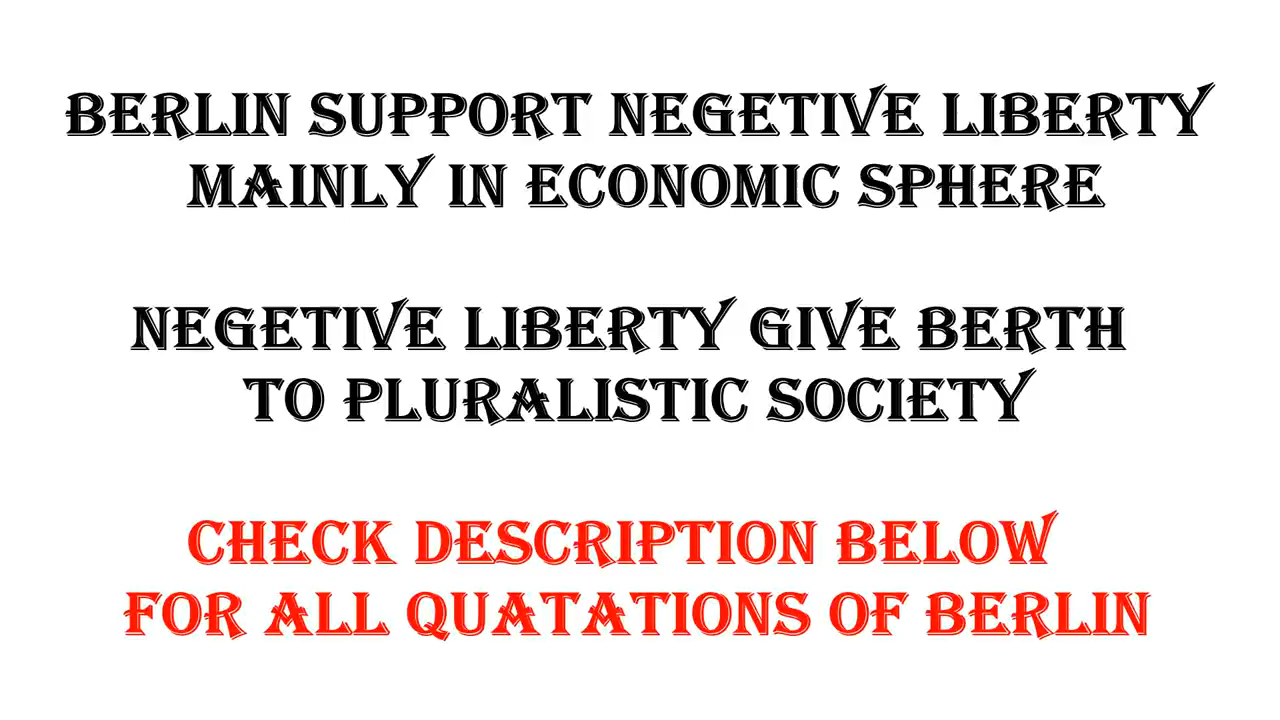 BERLIN SUPPORT NEGETIVE LIBERTY
MAINLY IN ECONOMIC SPHERE
NEGETIVE LIBERTY GIVE BERTH
TO PLURALISTIC SOCIETY
CHECK DESCRIPTION BELOW
FOR ALL QUATATIONS OF BERLIN